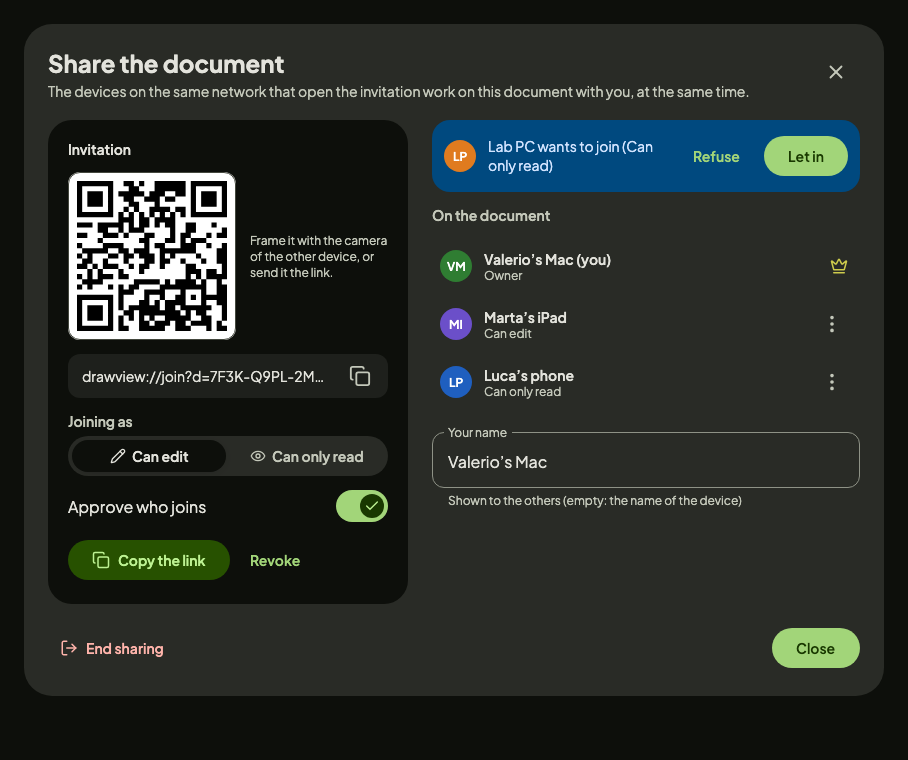 Share the document
The devices on the same network that open the invitation work on this document with you, at the same time.
Invitation
Frame it with the camera
of the other device, or
send it the link.
drawview://join?d=7F3K-Q9PL-2M...
Joining as
Can edit
Can only read
Approve who joins
Copy the link
Revoke
LP
Lab PC wants to join (Can
only read)
Refuse
Let in
On the document
VM
Valerio’s Mac (you)
Owner
MI
Marta’s iPad
Can edit
LP
Luca’s phone
Can only read
Your name
Valerio’s Mac
Shown to the others (empty: the name of the device)
End sharing
Close